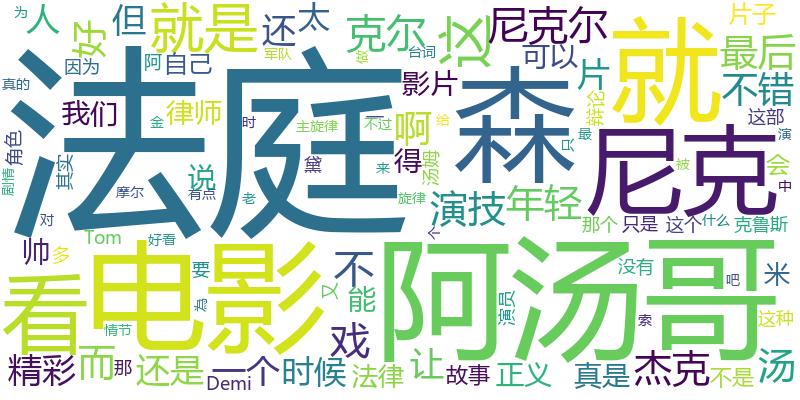 为 人 好 但 就是 还 太 克尔 这 尼克尔 就 片子 最后
真的 因为 阿 自己 军队 做 台词 可以 片 不错
法庭 我们 律师 影片 森 这部
角色 金 时 主旋律 不过 啊 辩论 只 最 演
剧情 其实 说 黛 来 得 汤姆 给 尼克 会 中
摩尔 有点 老 旋律 演技 年轻 被
对 帅 多 Tom 好看 个 那个 只是 这个 什么 克鲁斯
看 电影 要 不 阿汤哥 没有 吧 米
為 又 能 演员 索 这种
情节 戏
精彩 而 那 还是 Demi 一个 时候 法律 让 故事 正义 真是 杰克 不是 汤